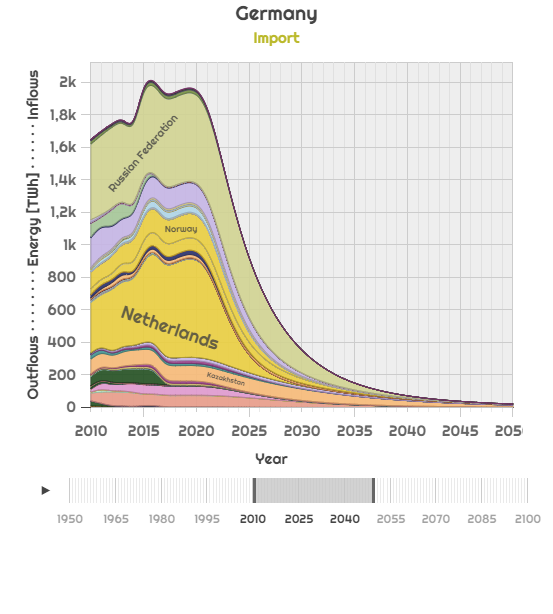 Germany
Import
Outflows ········ Energy [TWh] ······ Inflows
2k
1,8k
1,6k
1,4k
1,2k
1k
800
600
400
200
0
Russian Federation
Norway
Netherlands
Kazakhstan
2010 2015 2020 2025 2030 2035 2040 2045 205
Year
1950 1965 1980 1995 2010 2025 2040 2055 2070 2085 2100